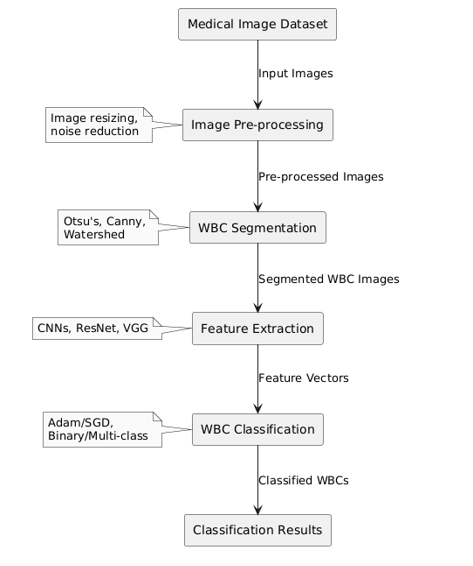 Medical Image Dataset
Input Images
Image resizing,
noise reduction
Image Pre-processing
Pre-processed Images
Otsu's, Canny,
Watershed
WBC Segmentation
Segmented WBC Images
CNNs, ResNet, VGG
Feature Extraction
Feature Vectors
Adam/SGD,
Binary/Multi-class
WBC Classification
Classified WBCs
Classification Results